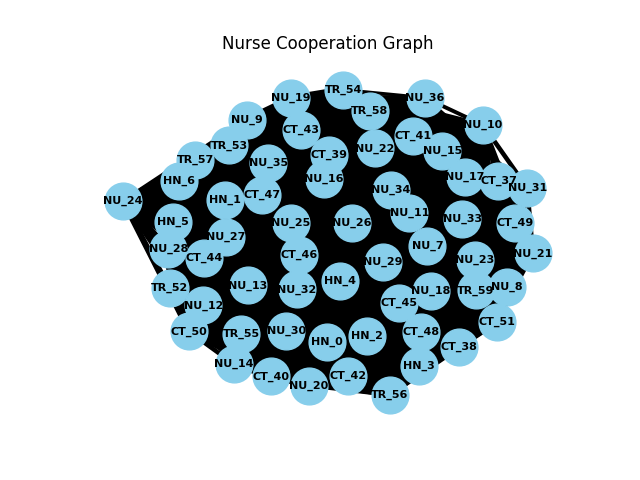 Nurse Cooperation Graph
TR_54
NU_19
NU_36
TR_58
NU_9
NU_10
CT_43
CT_41
TR_53
NU_22
NU_15
CT_39
TR_57
NU_35
NU_16
NU_17
HN_6
CT_37
NU_31
NU_34
CT_47
HN_1
NU_24
NU_11
NU_33
HN_5
NU_25
NU_26
CT_49
NU_27
NU_7
NU_28
NU_21
CT_46
CT_44
NU_23
NU_29
HN_4
NU_13
NU_8
TR_52
NU_32
NU_18
TR_59
CT_45
NU_12
CT_51
CT_50
NU_30
CT_48
TR_55
HN_2
HN_0
CT_38
NU_14
HN_3
CT_40
CT_42
NU_20
TR_56